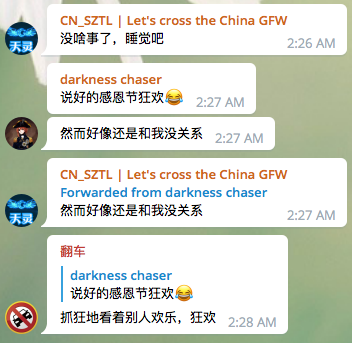 CN_SZTL | Let's cross the China GFW
没啥事了，睡觉吧
2:26 AM
darkness chaser
说好的感恩节狂欢😂
2:27 AM
然而好像还是和我没关系
2:27 AM
CN_SZTL | Let's cross the China GFW
Forwarded from darkness chaser
然而好像还是和我没关系
2:27 AM
翻车
darkness chaser
说好的感恩节狂欢😂
抓狂地看着别人欢乐，狂欢
2:28 AM
天灵
天灵